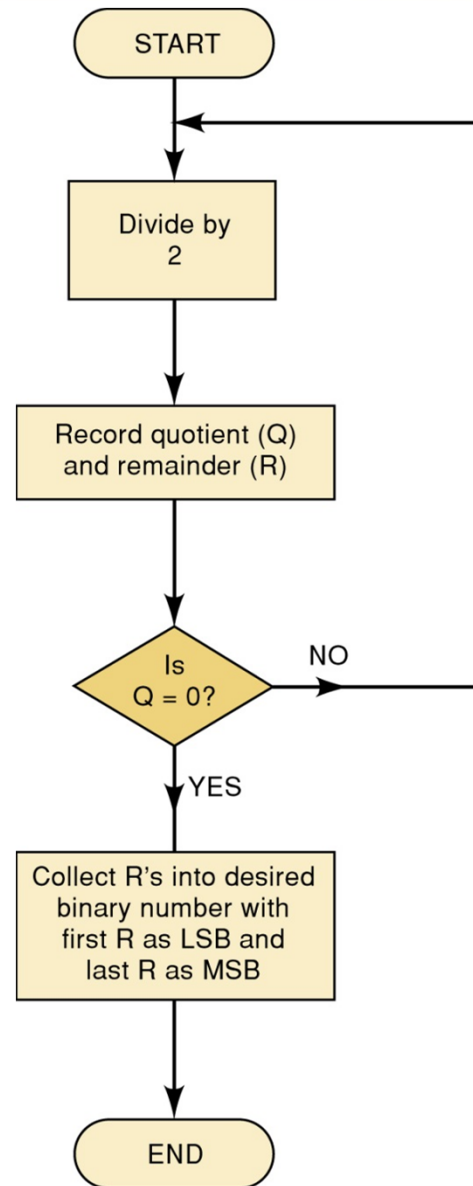 START
Divide by
2
Record quotient (Q)
and remainder (R)
Is
Q = 0?
NO
YES
Collect R's into desired
binary number with
first R as LSB and
last R as MSB
END